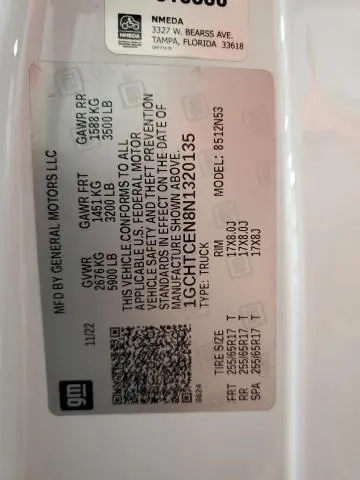 NMEDA
NMEDA
3327 W. BEARSS AVE.
TAMPA, FLORIDA 33618
gm
MFD BY GENERAL MOTORS LLC
11/22
GVWR
2676 KG
5900 LB
GAWR FRT
1451 KG
3200 LB
GAWR RR
1588 KG
3500 LB
THIS VEHICLE CONFORMS TO ALL
APPLICABLE U.S. FEDERAL MOTOR
VEHICLE SAFETY AND THEFT PREVENTION
STANDARDS IN EFFECT ON THE DATE OF
MANUFACTURE SHOWN ABOVE.
1GCHTCEN8N1320135
TYPE: TRUCK
MODEL: 8512N53
TIRE SIZE RIM
FRT 255/65R17 T 17X8.0J
RR 255/65R17 T 17X8.0J
SPA 255/65R17 T 17X8J
8624